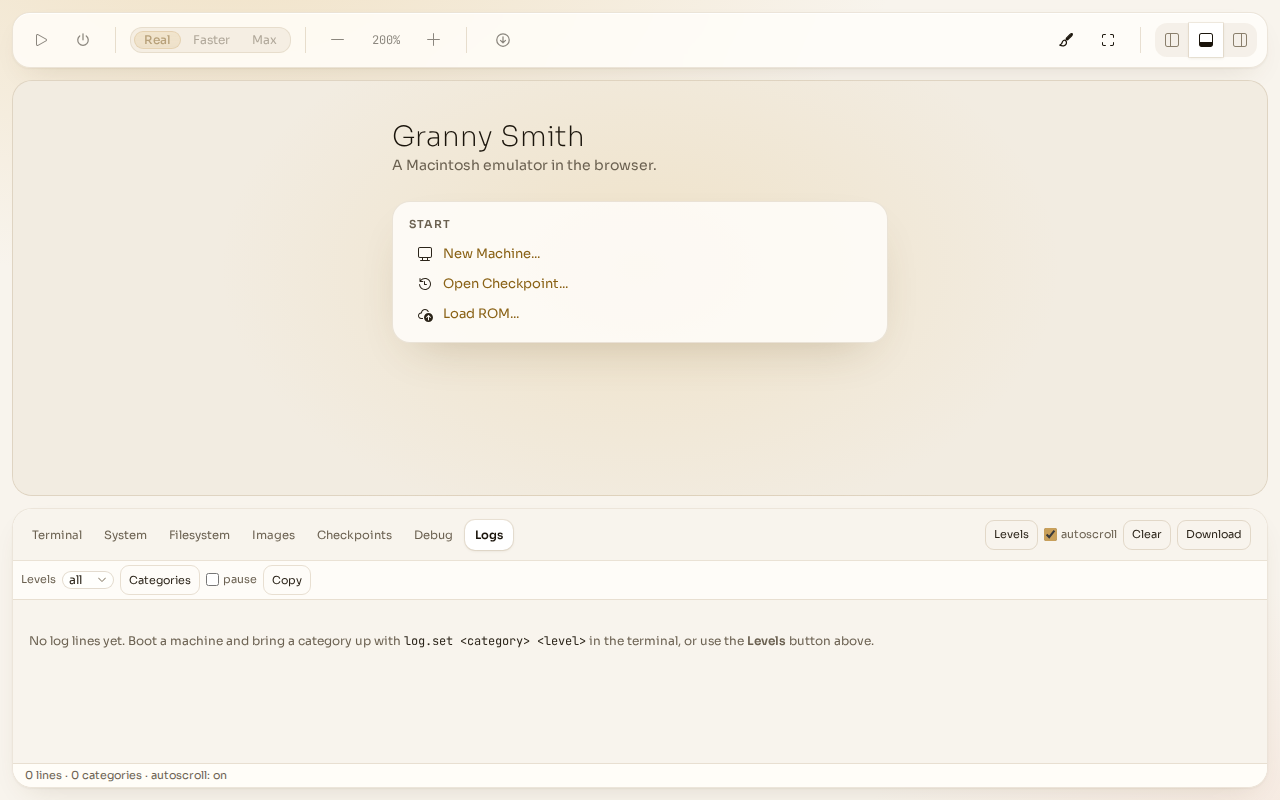 Real Faster Max 200%
Granny Smith
A Macintosh emulator in the browser.
START
New Machine...
Open Checkpoint...
Load ROM...
Terminal System Filesystem Images Checkpoints Debug Logs Levels autoscroll Clear Download
Levels all Categories pause Copy
No log lines yet. Boot a machine and bring a category up with log.set <category> <level> in the terminal, or use the Levels button above.
0 lines · 0 categories · autoscroll: on